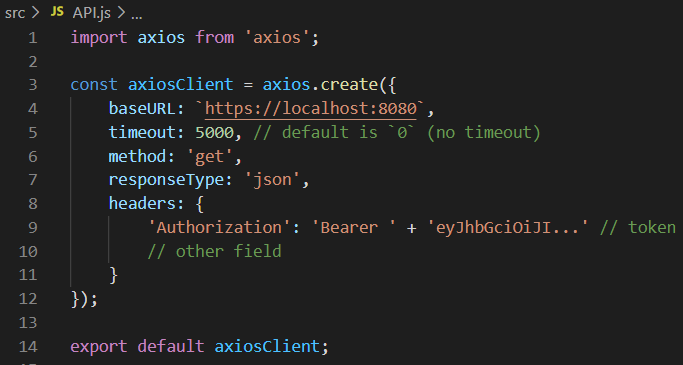 src > JS API.js > ...
1 import axios from 'axios';
2
3 const axiosClient = axios.create({
4     baseURL: `https://localhost:8080`,
5     timeout: 5000, // default is `0` (no timeout)
6     method: 'get',
7     responseType: 'json',
8     headers: {
9         'Authorization': 'Bearer ' + 'eyJhbGciOiJI...' // token
10         // other field
11     }
12 });
13
14 export default axiosClient;